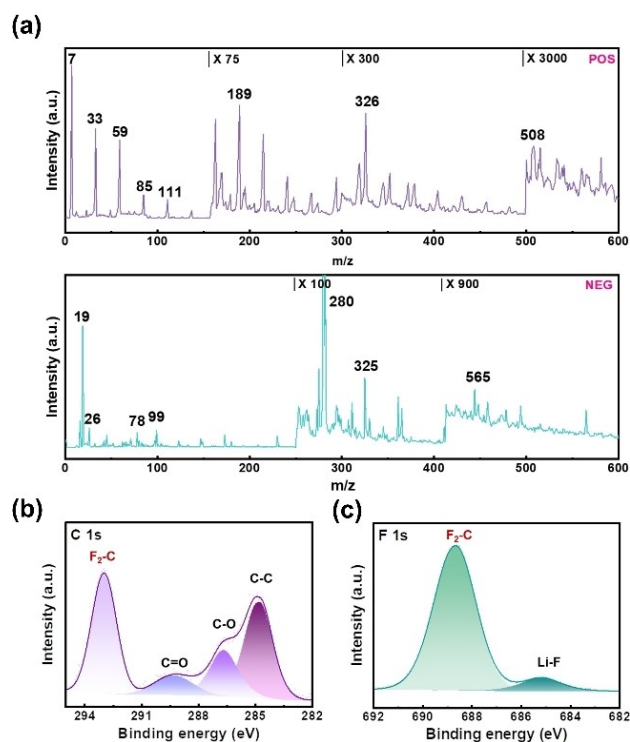 (a)
X 75
X 300
X 3000
POS
7
33
59
85
111
189
326
508
Intensity (a.u.)
0 100 200 300 400 500 600
m/z
X 100
X 900
NEG
19
26
78
99
280
325
565
Intensity (a.u.)
0 100 200 300 400 500 600
m/z
(b)
C 1s
F₂-C
C=O
C-O
C-C
Intensity (a.u.)
294 291 288 285 282
Binding energy (eV)
(c)
F 1s
F₂-C
Li-F
Intensity (a.u.)
692 690 688 686 684 682
Binding energy (eV)